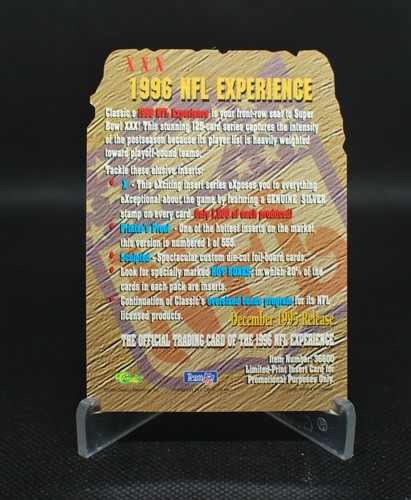 XXX
1996 NFL EXPERIENCE
Classic's 1996 NFL Experience is your front-row seat to Super
Bowl XXX! This stunning 125-card series captures the intensity
of the postseason because its player list is heavily weighted
toward playoff-bound teams.
Tackle these elusive inserts:
• X - This eXciting insert series eXposes you to everything
eXceptional about the game by featuring a GENUINE SILVER
stamp on every card. Only 1,200 of each produced!
• Printer's Proof - One of the hottest inserts on the market,
this version is numbered 1 of 555.
• Sculpted - Spectacular custom die-cut foil-board cards.
• Look for specially marked HOT BOXES, in which 20% of the
cards in each pack are inserts.
• Continuation of Classic's oversized bonus program for its NFL
licensed products.
December 1995 Release
THE OFFICIAL TRADING CARD OF THE 1996 NFL EXPERIENCE
Item Number: 36600
Limited-Print Insert Card for
Promotional Purposes Only.
Classic
Team NFL